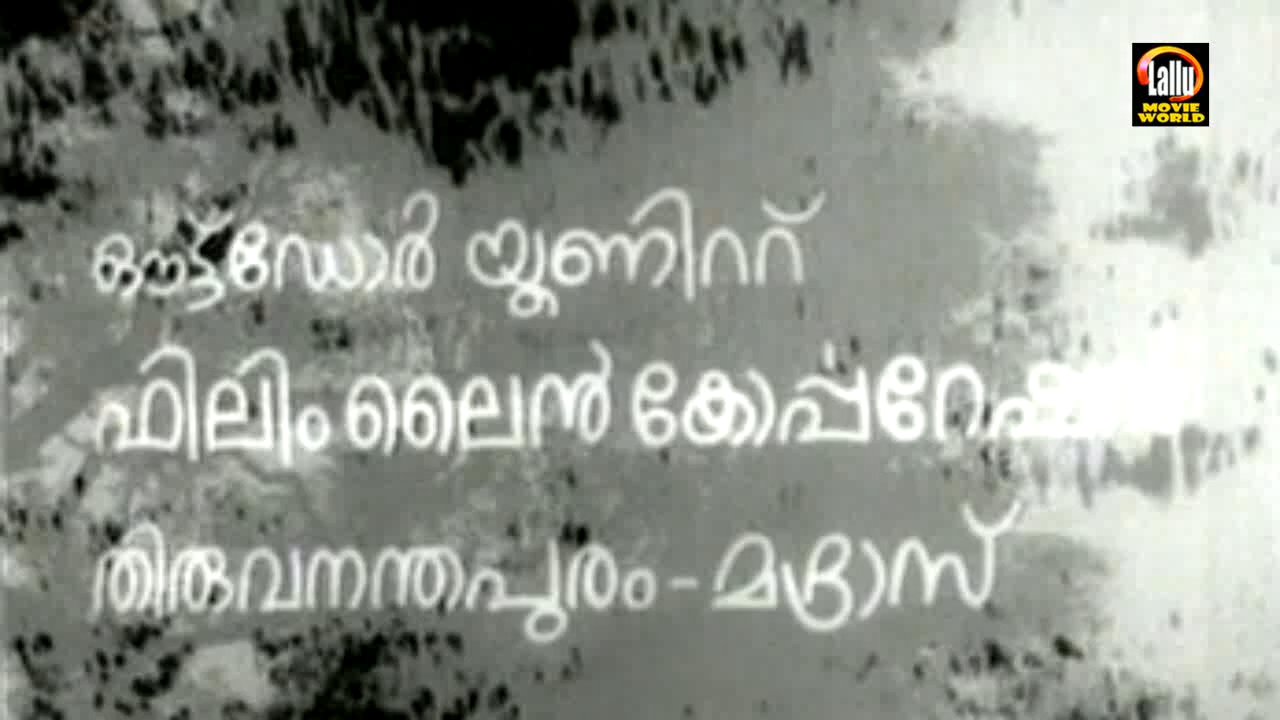 Lallu
MOVIE
WORLD
ഔട്ട്ഡോർ യൂണിററ്
ഫിലിം ലൈൻ
തിരുവനന്തപുരം - മദ്രാസ്